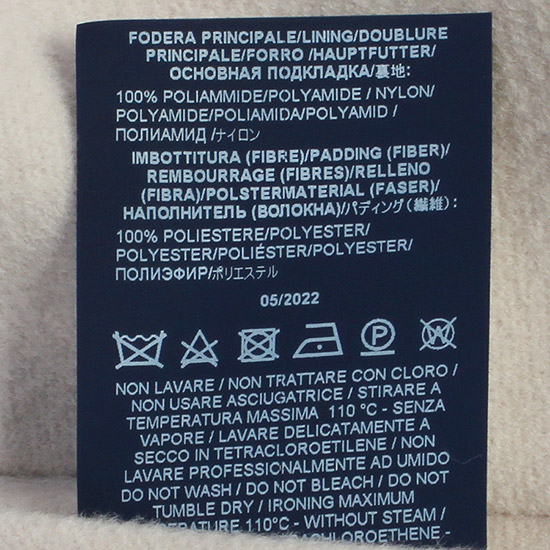 FODERA PRINCIPALE/LINING/DOUBLURE
PRINCIPALE/FORRO /HAUPTFUTTER/
ОСНОВНАЯ ПОДКЛАДКА/裏地:
100% POLIAMMIDE/POLYAMIDE / NYLON/
POLYAMIDE/POLIAMIDA/POLYAMID /
ПОЛИАМИД /ナイロン
IMBOTTITURA (FIBRE)/PADDING (FIBER)/
REMBOURRAGE (FIBRES)/RELLENO
(FIBRA)/POLSTERMATERIAL (FASER)/
НАПОЛНИТЕЛЬ (ВОЛОКНА)/パディング(繊維):
100% POLIESTERE/POLYESTER/
POLYESTER/POLIÉSTER/POLYESTER/
ПОЛИЭФИР/ポリエステル
05/2022
P W
NON LAVARE / NON TRATTARE CON CLORO /
NON USARE ASCIUGATRICE / STIRARE A
TEMPERATURA MASSIMA 110 °C - SENZA
VAPORE / LAVARE DELICATAMENTE A
SECCO IN TETRACLOROETILENE / NON
LAVARE PROFESSIONALMENTE AD UMIDO
DO NOT WASH / DO NOT BLEACH / DO NOT
TUMBLE DRY / IRONING MAXIMUM
TEMPERATURE 110°C - WITHOUT STEAM /
TETRACHLOROETHENE -